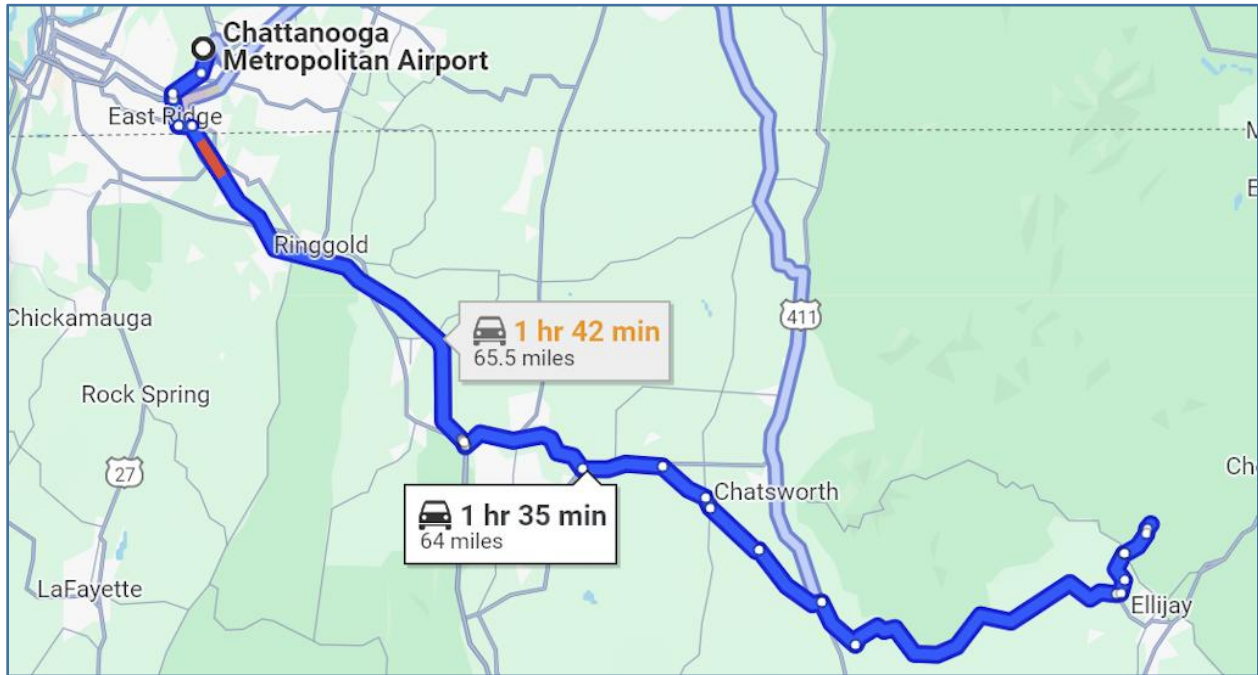 Chattanooga
Metropolitan Airport
East Ridge
Ringgold
1 hr 42 min
65.5 miles
411
Chickamauga
Rock Spring
27
Chatsworth
1 hr 35 min
64 miles
LaFayette
Ellijay
Che